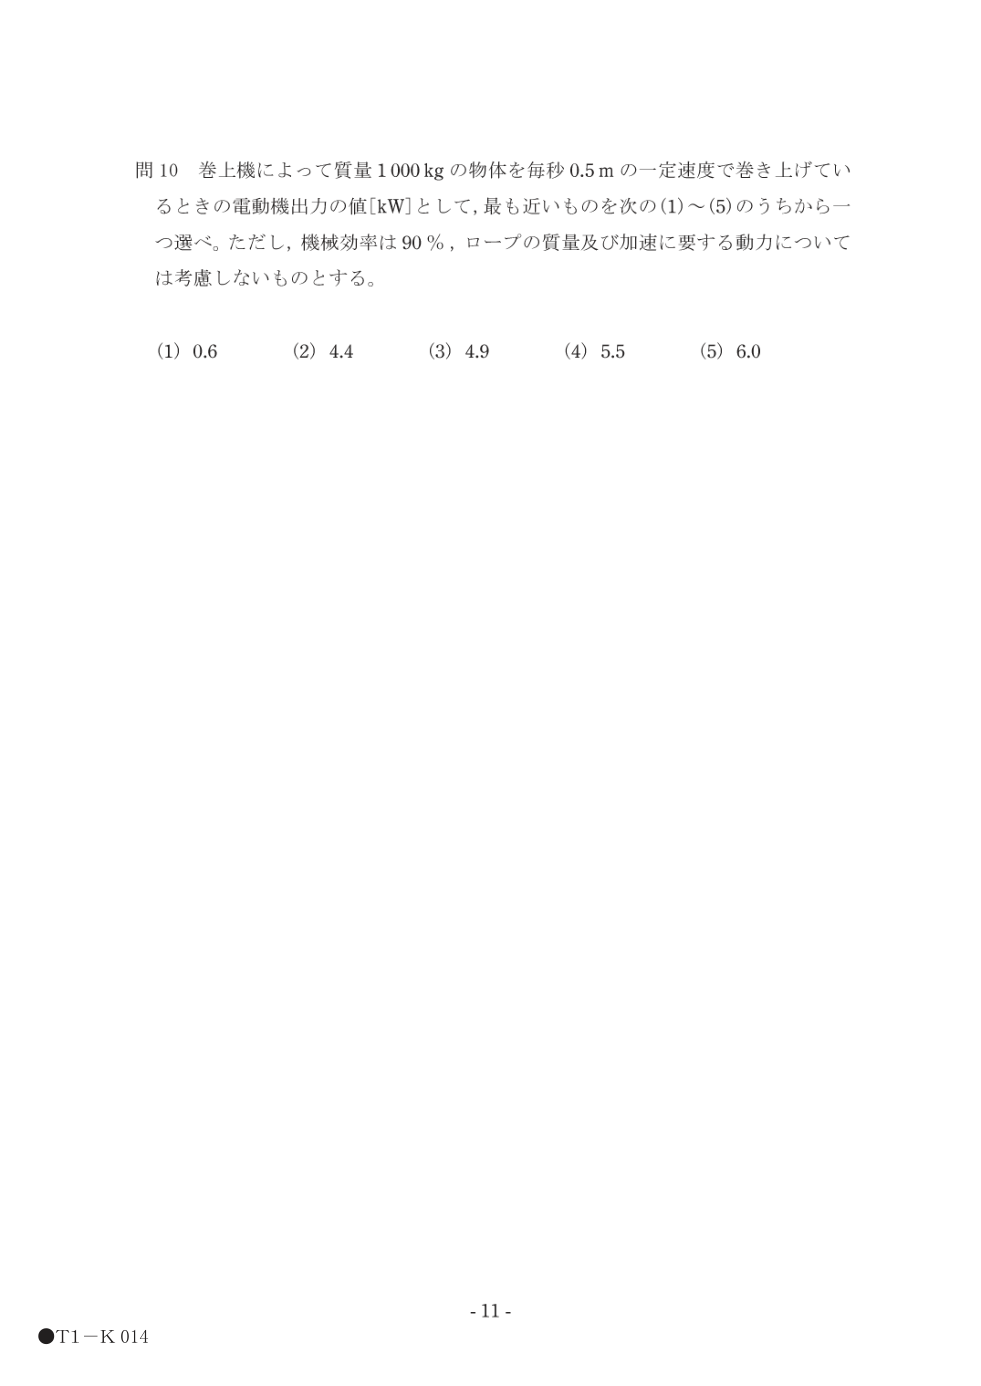 問 10　巻上機によって質量 1 000 kg の物体を毎秒 0.5 m の一定速度で巻き上げてい
るときの電動機出力の値[kW]として, 最も近いものを次の(1)～(5)のうちから一
つ選べ。ただし, 機械効率は 90 %, ロープの質量及び加速に要する動力について
は考慮しないものとする。
(1) 0.6　(2) 4.4　(3) 4.9　(4) 5.5　(5) 6.0
- 11 -
●T1－K 014